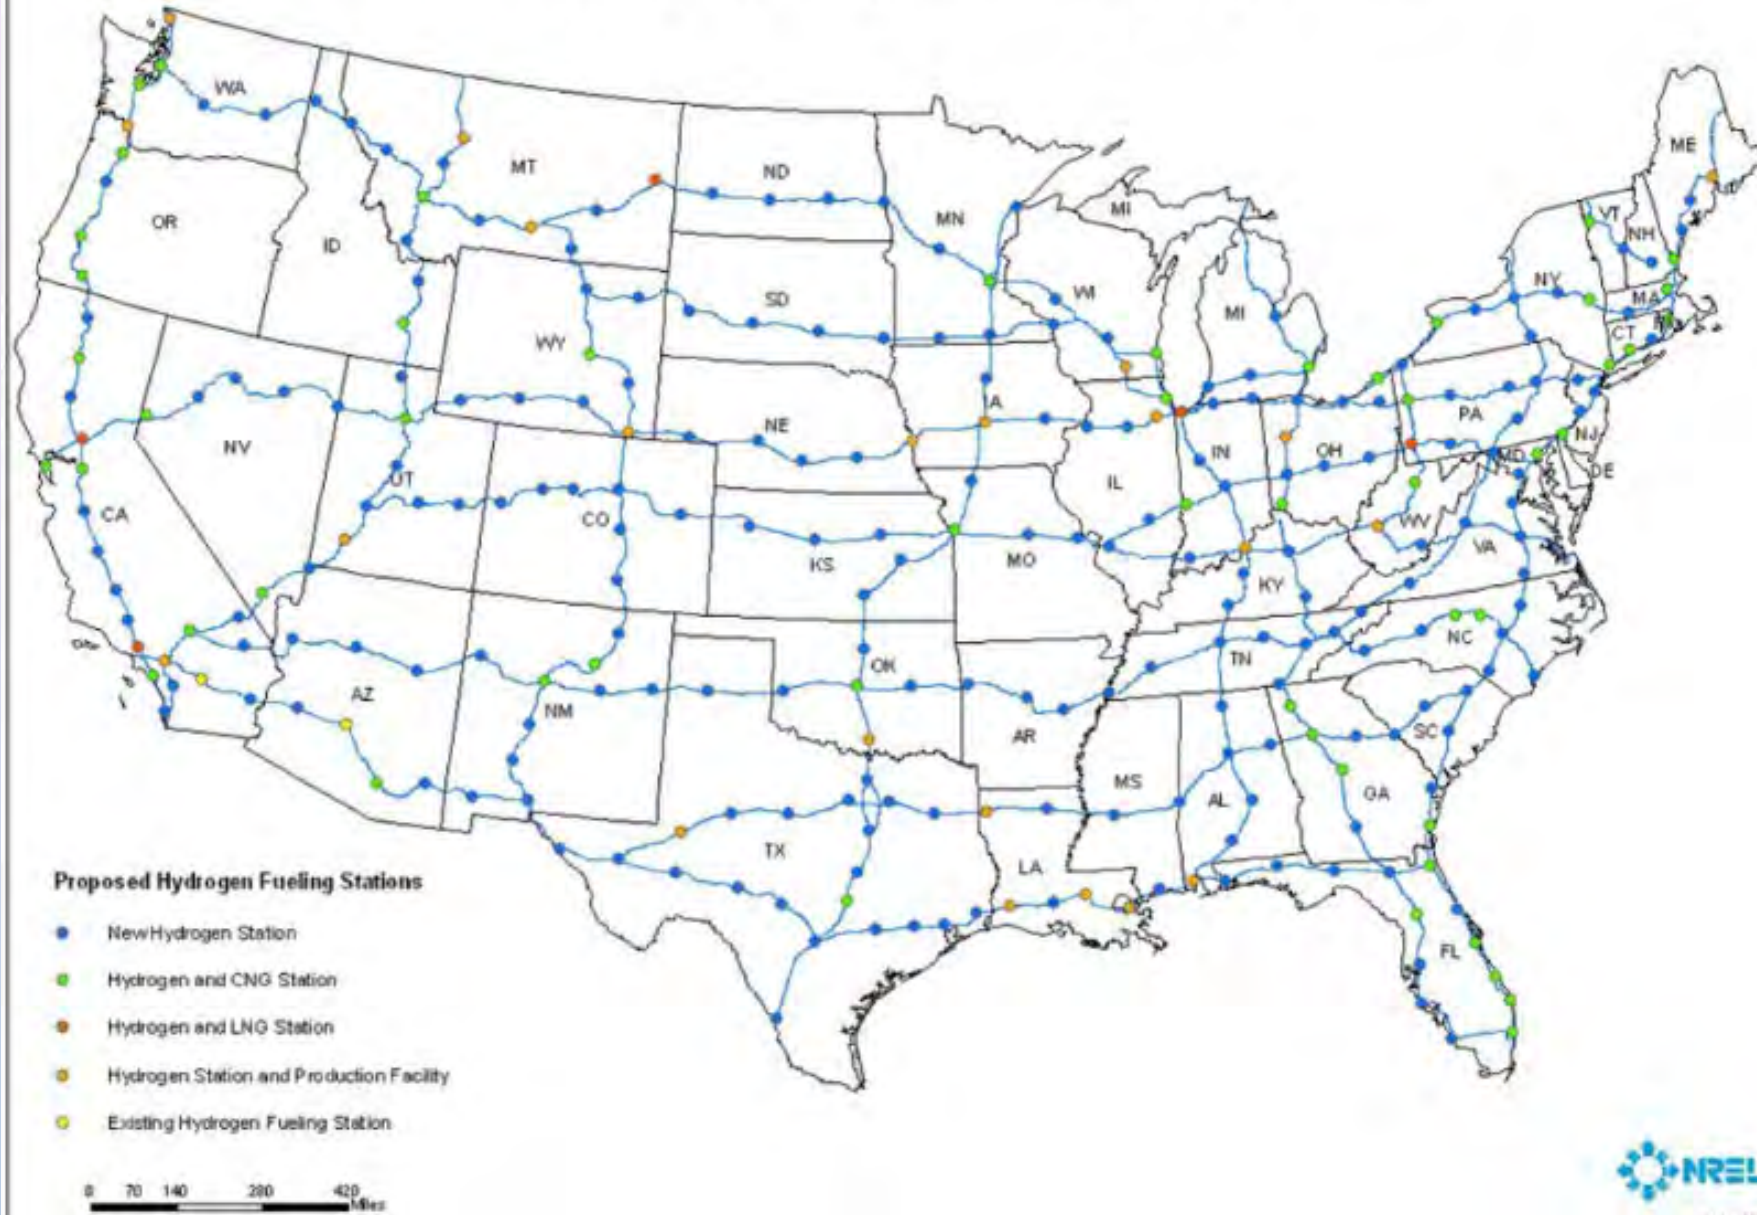 WA
MT
ND
ME
OR
ID
MN
MI
VT
NH
SD
WI
MI
NY
MA
WY
CT
NV
NE
IA
PA
NJ
IN
OH
MD
DE
UT
IL
CA
CO
WV
VA
KS
MO
KY
NC
TN
OK
AZ
NM
AR
SC
MS
AL
GA
TX
LA
FL
Proposed Hydrogen Fueling Stations
New Hydrogen Station
Hydrogen and CNG Station
Hydrogen and LNG Station
Hydrogen Station and Production Facility
Existing Hydrogen Fueling Station
0 70 140 280 420
Miles
NREL